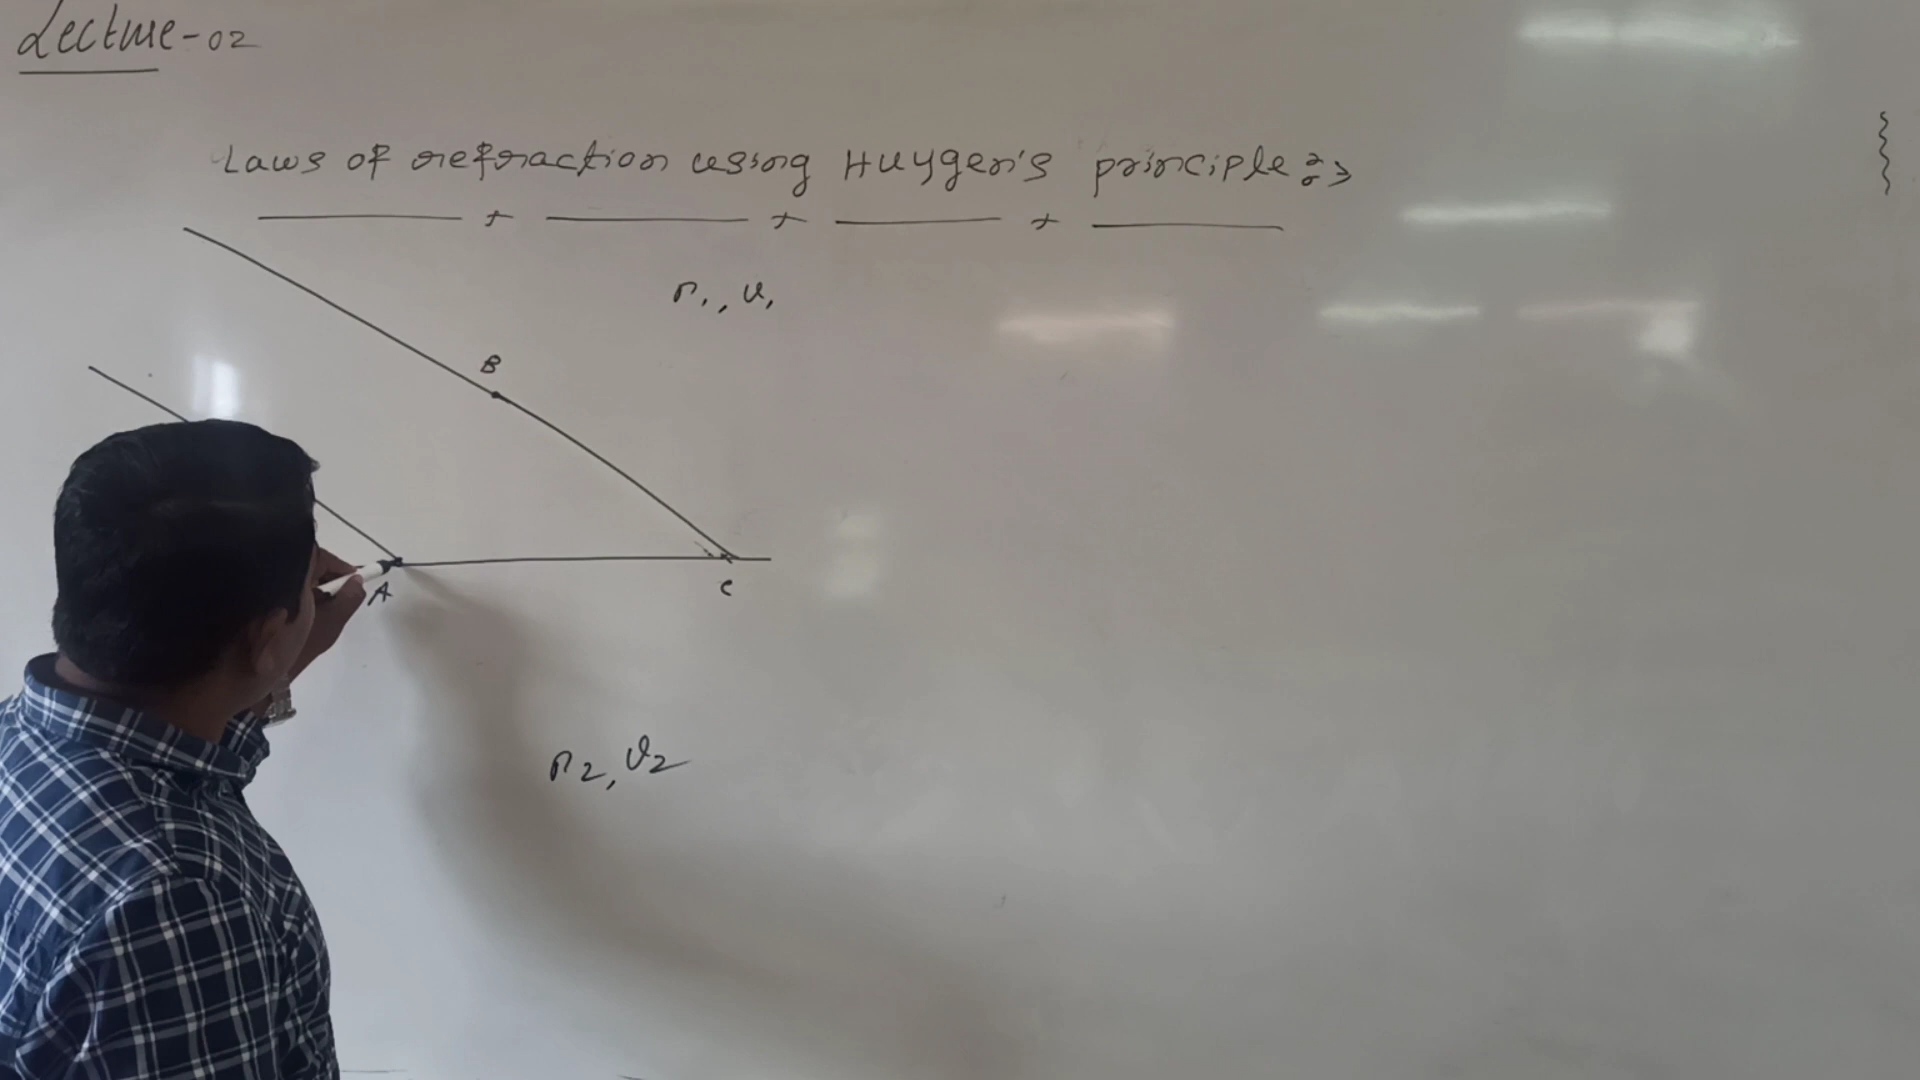 Lecture-02
Laws of refraction using Huygen's principle:→
n₁, v₁
B
A
C
n₂, v₂